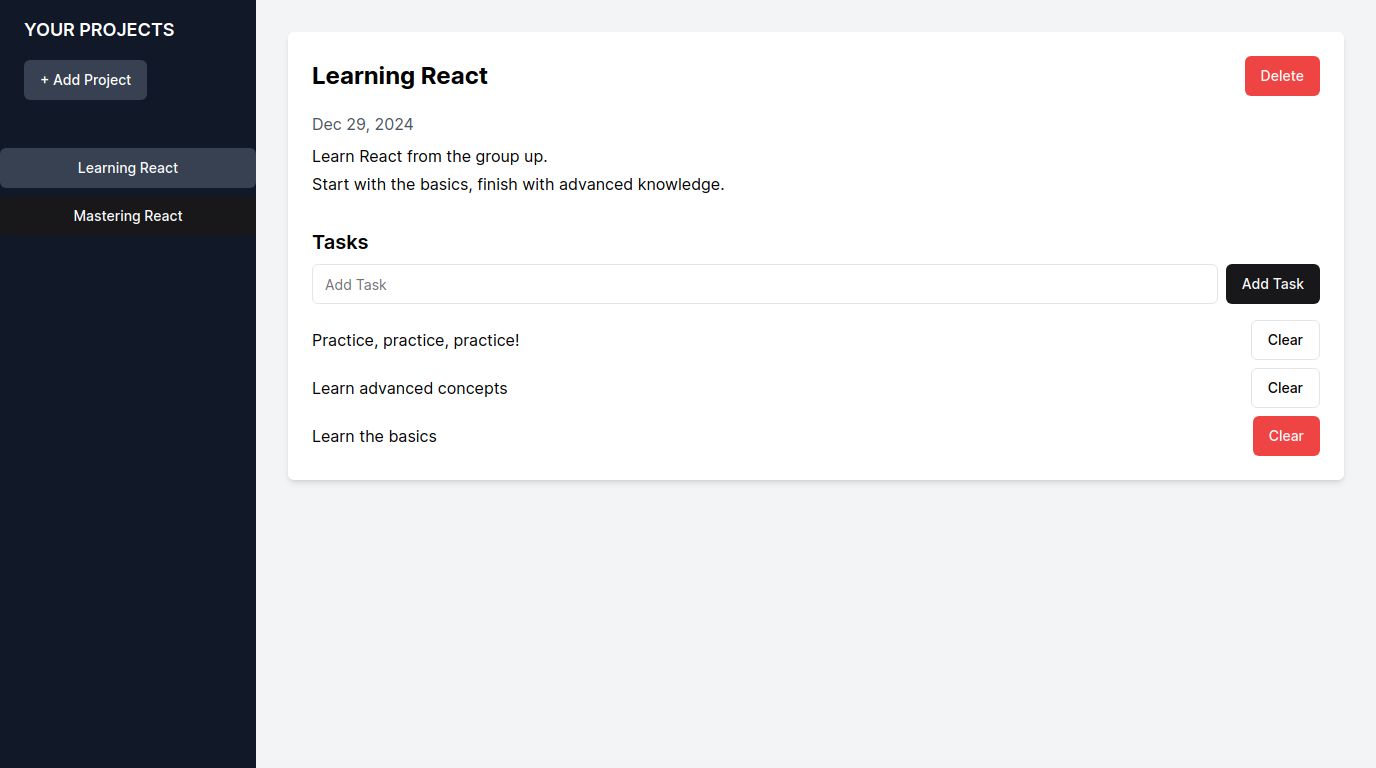 YOUR PROJECTS
+ Add Project
Learning React
Mastering React
Learning React
Delete
Dec 29, 2024
Learn React from the group up.
Start with the basics, finish with advanced knowledge.
Tasks
Add Task
Add Task
Practice, practice, practice!
Clear
Learn advanced concepts
Clear
Learn the basics
Clear